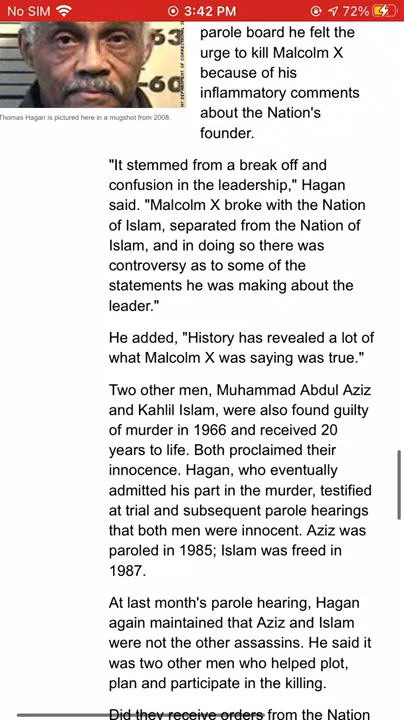 No SIM 3:42 PM 72%
63
60
NY DEPARTMENT OF CORRECTIONAL
Thomas Hagan is pictured here in a mugshot from 2008.
parole board he felt the
urge to kill Malcolm X
because of his
inflammatory comments
about the Nation's
founder.
"It stemmed from a break off and
confusion in the leadership," Hagan
said. "Malcolm X broke with the Nation
of Islam, separated from the Nation of
Islam, and in doing so there was
controversy as to some of the
statements he was making about the
leader."
He added, "History has revealed a lot of
what Malcolm X was saying was true."
Two other men, Muhammad Abdul Aziz
and Kahlil Islam, were also found guilty
of murder in 1966 and received 20
years to life. Both proclaimed their
innocence. Hagan, who eventually
admitted his part in the murder, testified
at trial and subsequent parole hearings
that both men were innocent. Aziz was
paroled in 1985; Islam was freed in
1987.
At last month's parole hearing, Hagan
again maintained that Aziz and Islam
were not the other assassins. He said it
was two other men who helped plot,
plan and participate in the killing.
Did they receive orders from the Nation